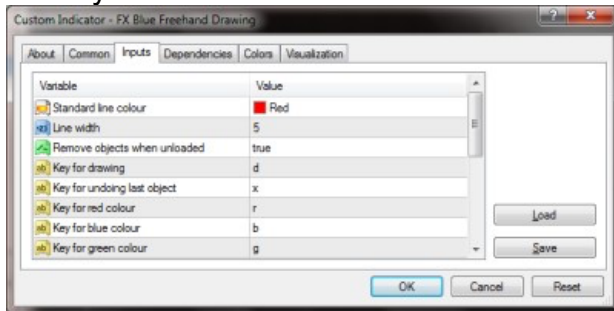 Custom Indicator - FX Blue Freehand Drawing
About Common Inputs Dependencies Colors Visualization
Variable Value
Standard line colour Red
Line width 5
Remove objects when unloaded true
Key for drawing d
Key for undoing last object x
Key for red colour r
Key for blue colour b
Key for green colour g
Load
Save
OK Cancel Reset